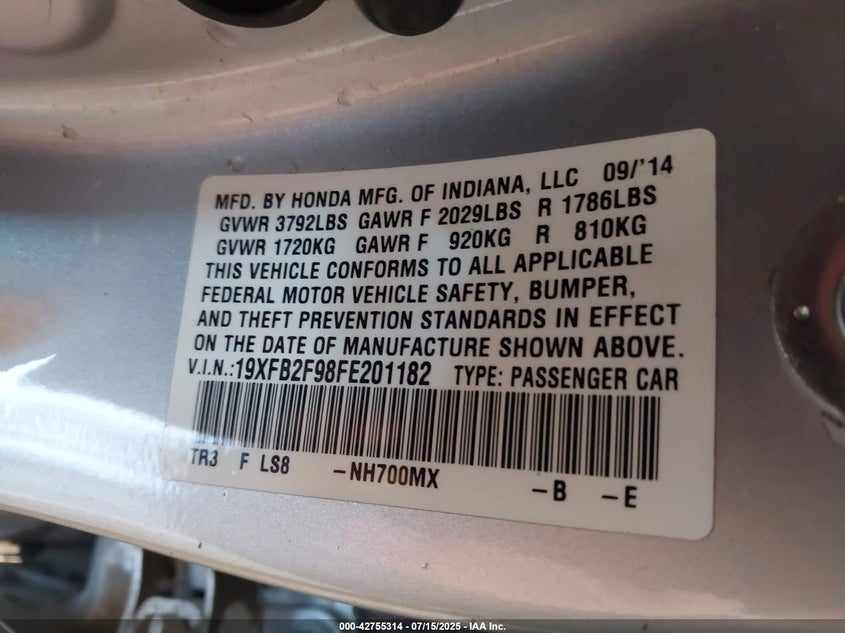 MFD. BY HONDA MFG. OF INDIANA, LLC 09/'14
GVWR 3792LBS GAWR F 2029LBS R 1786LBS
GVWR 1720KG GAWR F 920KG R 810KG
THIS VEHICLE CONFORMS TO ALL APPLICABLE
FEDERAL MOTOR VEHICLE SAFETY, BUMPER,
AND THEFT PREVENTION STANDARDS IN EFFECT
ON THE DATE OF MANUFACTURE SHOWN ABOVE.
V.I.N.:19XFB2F98FE201182 TYPE: PASSENGER CAR
TR3 F LS8 -NH700MX -B -E
000-42755314 - 07/15/2025 - IAA Inc.